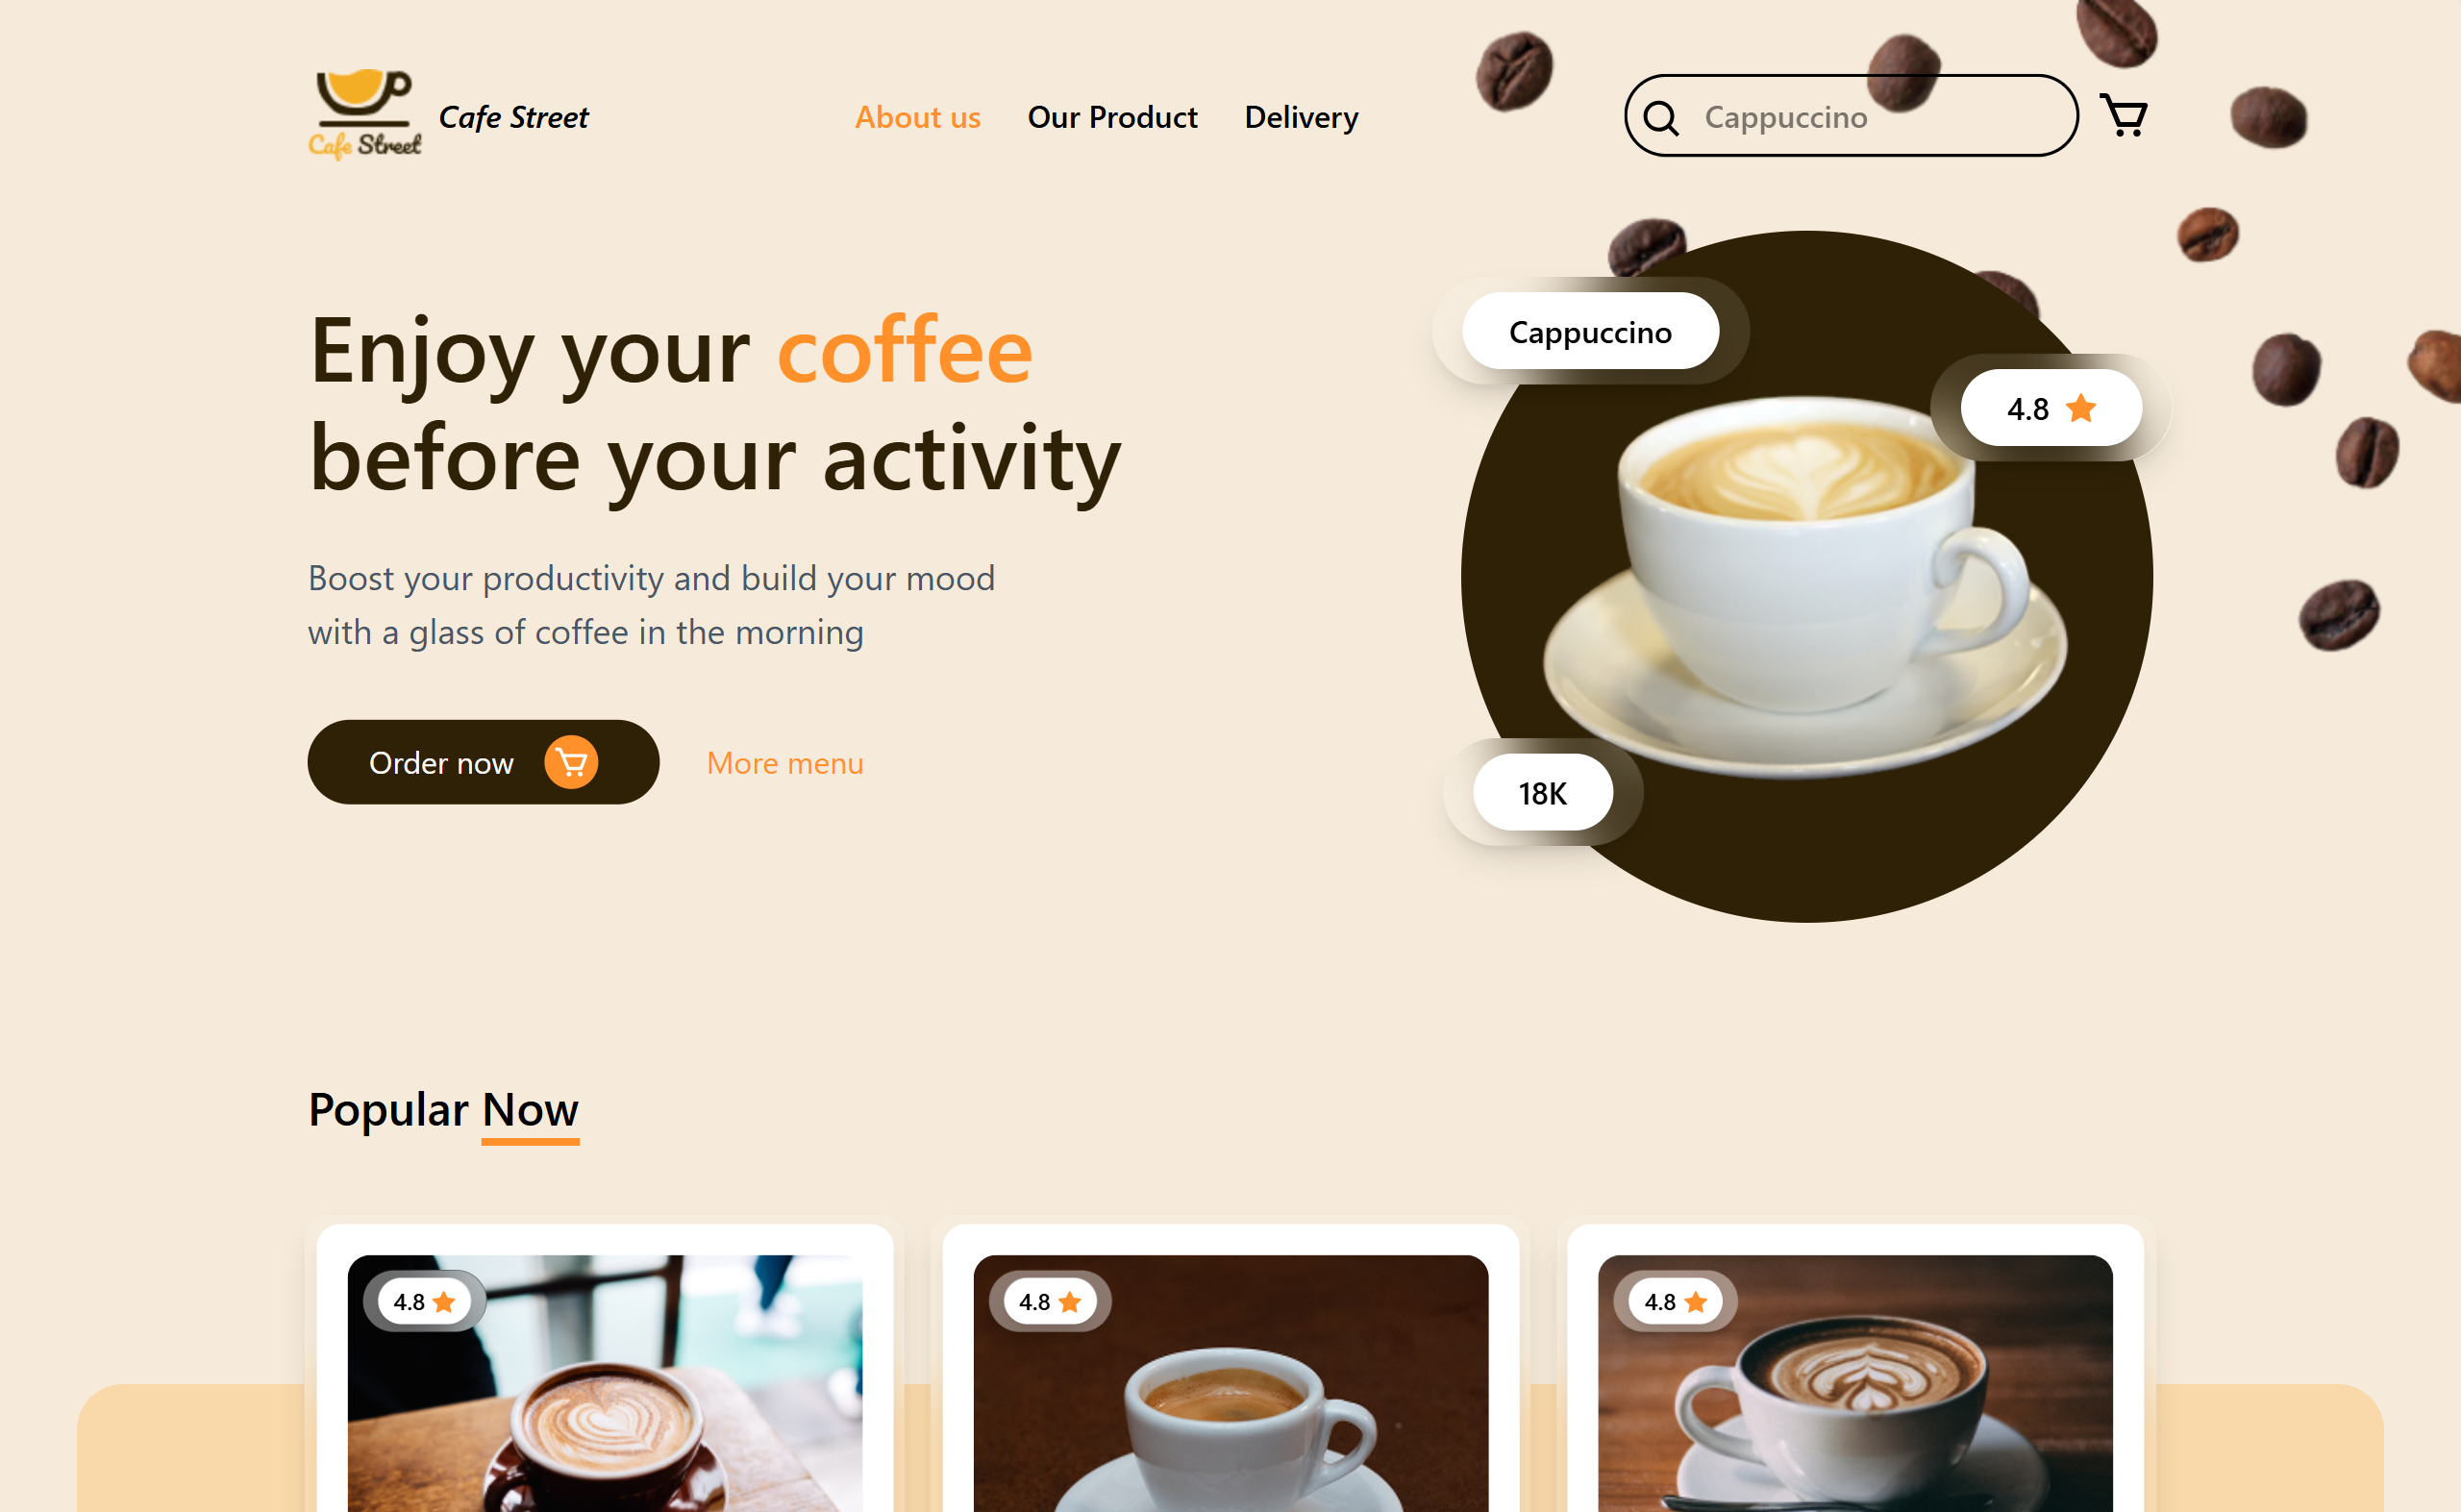 Cafe Street
Cafe Street
About us
Our Product
Delivery
Cappuccino
Enjoy your coffee
before your activity
Boost your productivity and build your mood
with a glass of coffee in the morning
Order now
More menu
Cappuccino
4.8
18K
Popular Now
4.8
4.8
4.8